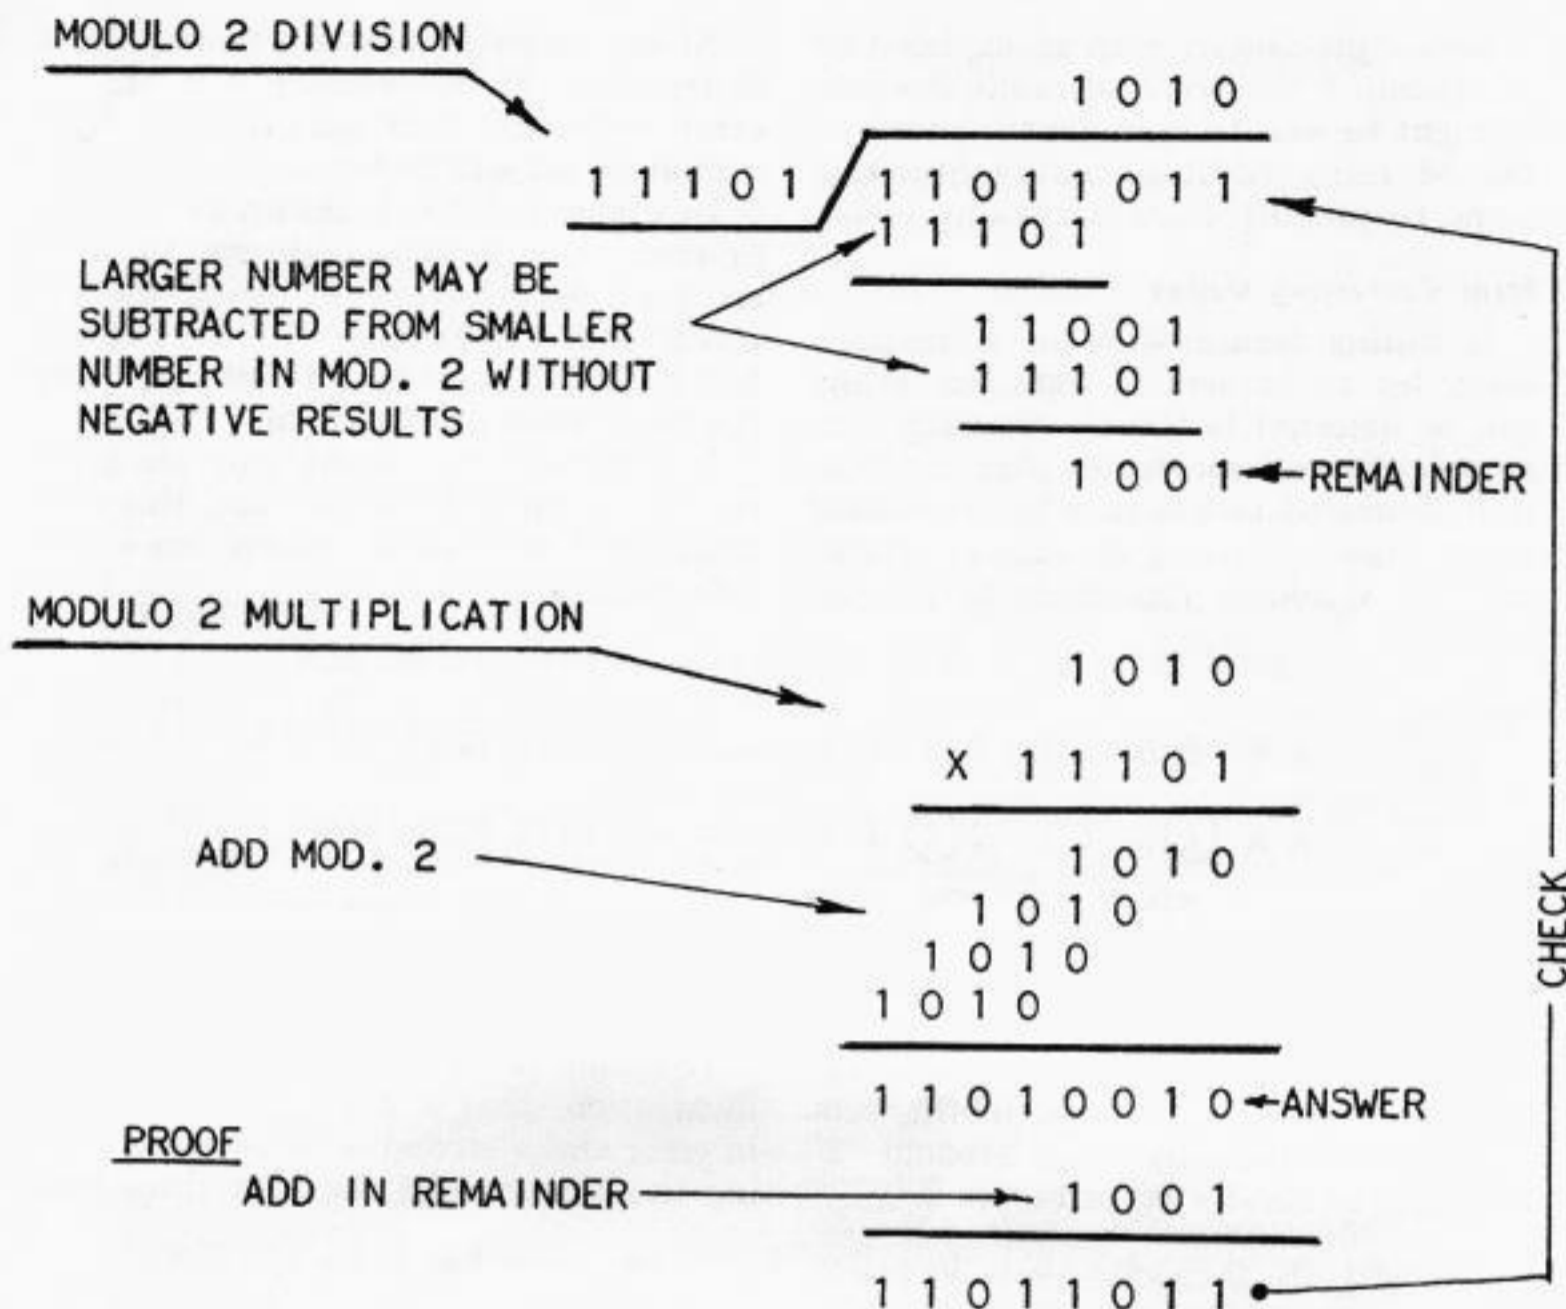 MODULO 2 DIVISION
1 0 1 0
1 1 1 0 1 1 1 0 1 1 0 1 1
1 1 1 0 1
LARGER NUMBER MAY BE
SUBTRACTED FROM SMALLER
NUMBER IN MOD. 2 WITHOUT
NEGATIVE RESULTS
1 1 0 0 1
1 1 1 0 1
1 0 0 1 REMAINDER
MODULO 2 MULTIPLICATION
1 0 1 0
X 1 1 1 0 1
ADD MOD. 2
1 0 1 0
1 0 1 0
1 0 1 0
1 0 1 0
1 1 0 1 0 0 1 0 ANSWER
PROOF
ADD IN REMAINDER 1 0 0 1
1 1 0 1 1 0 1 1
CHECK